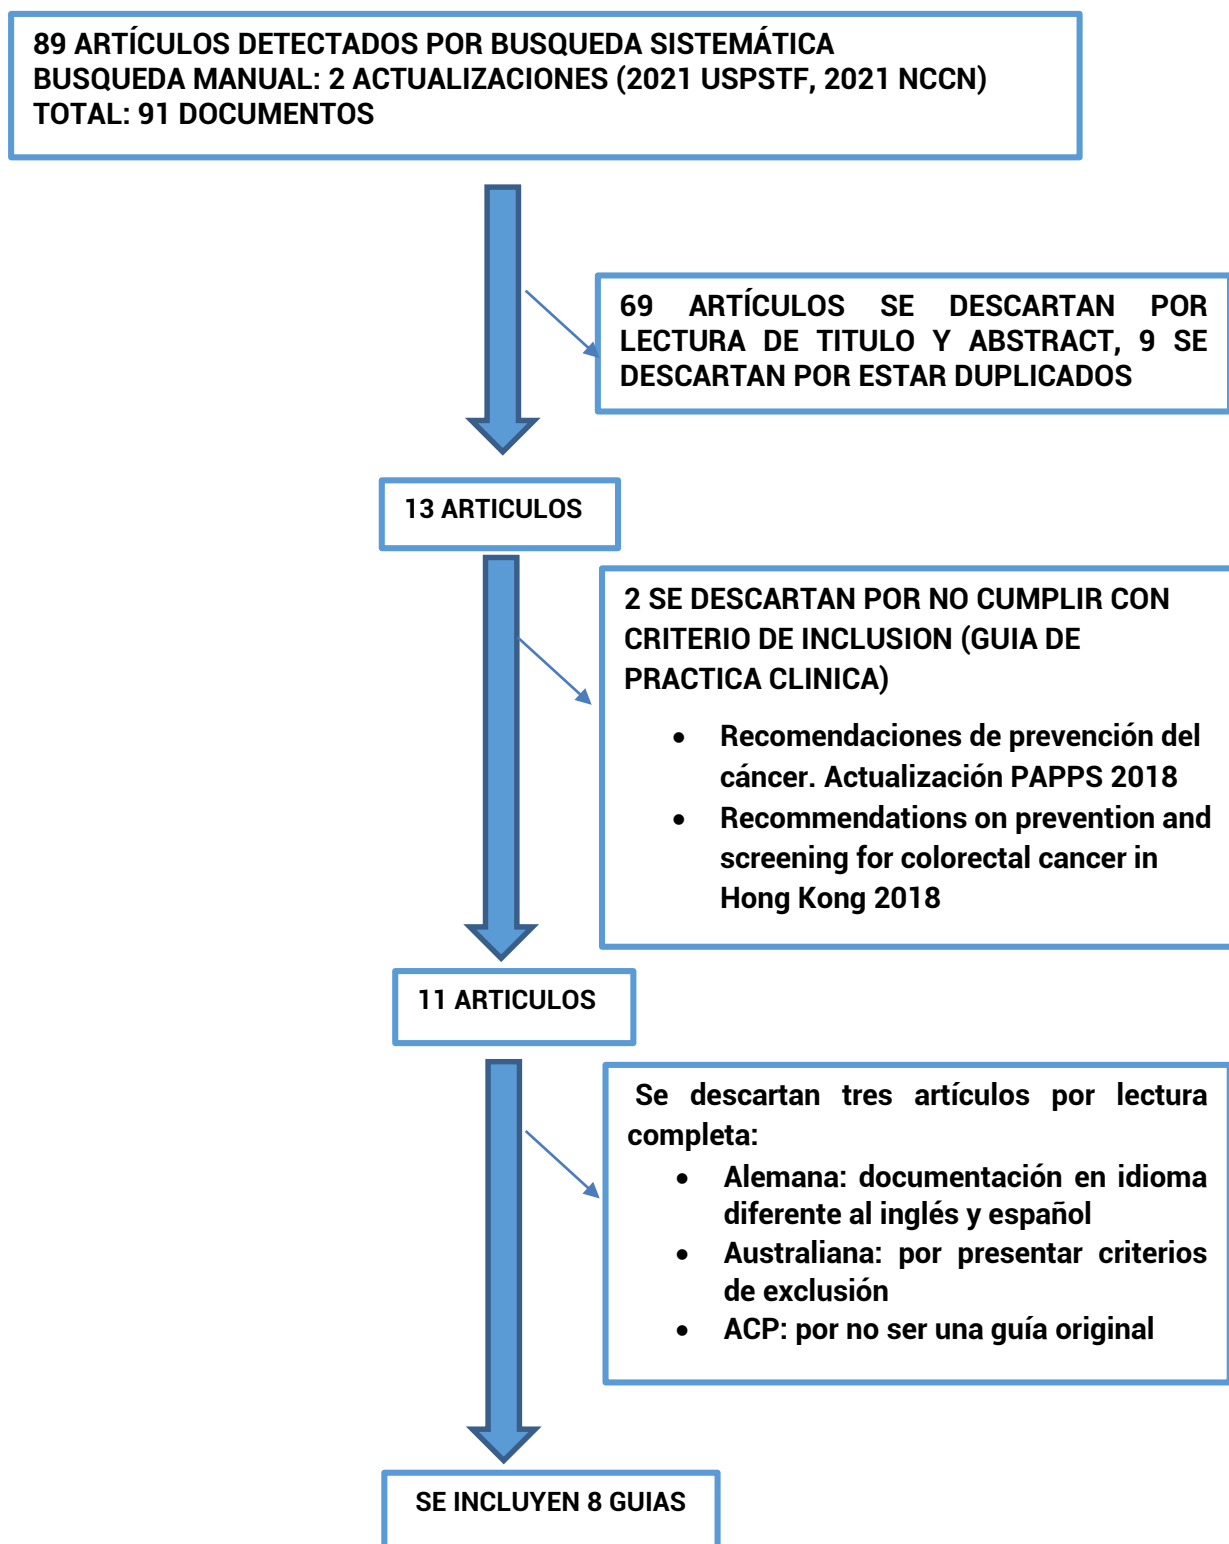 89 ARTÍCULOS DETECTADOS POR BUSQUEDA SISTEMÁTICA
BUSQUEDA MANUAL: 2 ACTUALIZACIONES (2021 USPSTF, 2021 NCCN)
TOTAL: 91 DOCUMENTOS
69 ARTÍCULOS SE DESCARTAN POR
LECTURA DE TITULO Y ABSTRACT, 9 SE
DESCARTAN POR ESTAR DUPLICADOS
13 ARTICULOS
2 SE DESCARTAN POR NO CUMPLIR CON
CRITERIO DE INCLUSION (GUIA DE
PRACTICA CLINICA)
• Recomendaciones de prevención del
cáncer. Actualización PAPPS 2018
• Recommendations on prevention and
screening for colorectal cancer in
Hong Kong 2018
11 ARTICULOS
Se descartan tres artículos por lectura
completa:
• Alemana: documentación en idioma
diferente al inglés y español
• Australiana: por presentar criterios
de exclusión
• ACP: por no ser una guía original
SE INCLUYEN 8 GUIAS